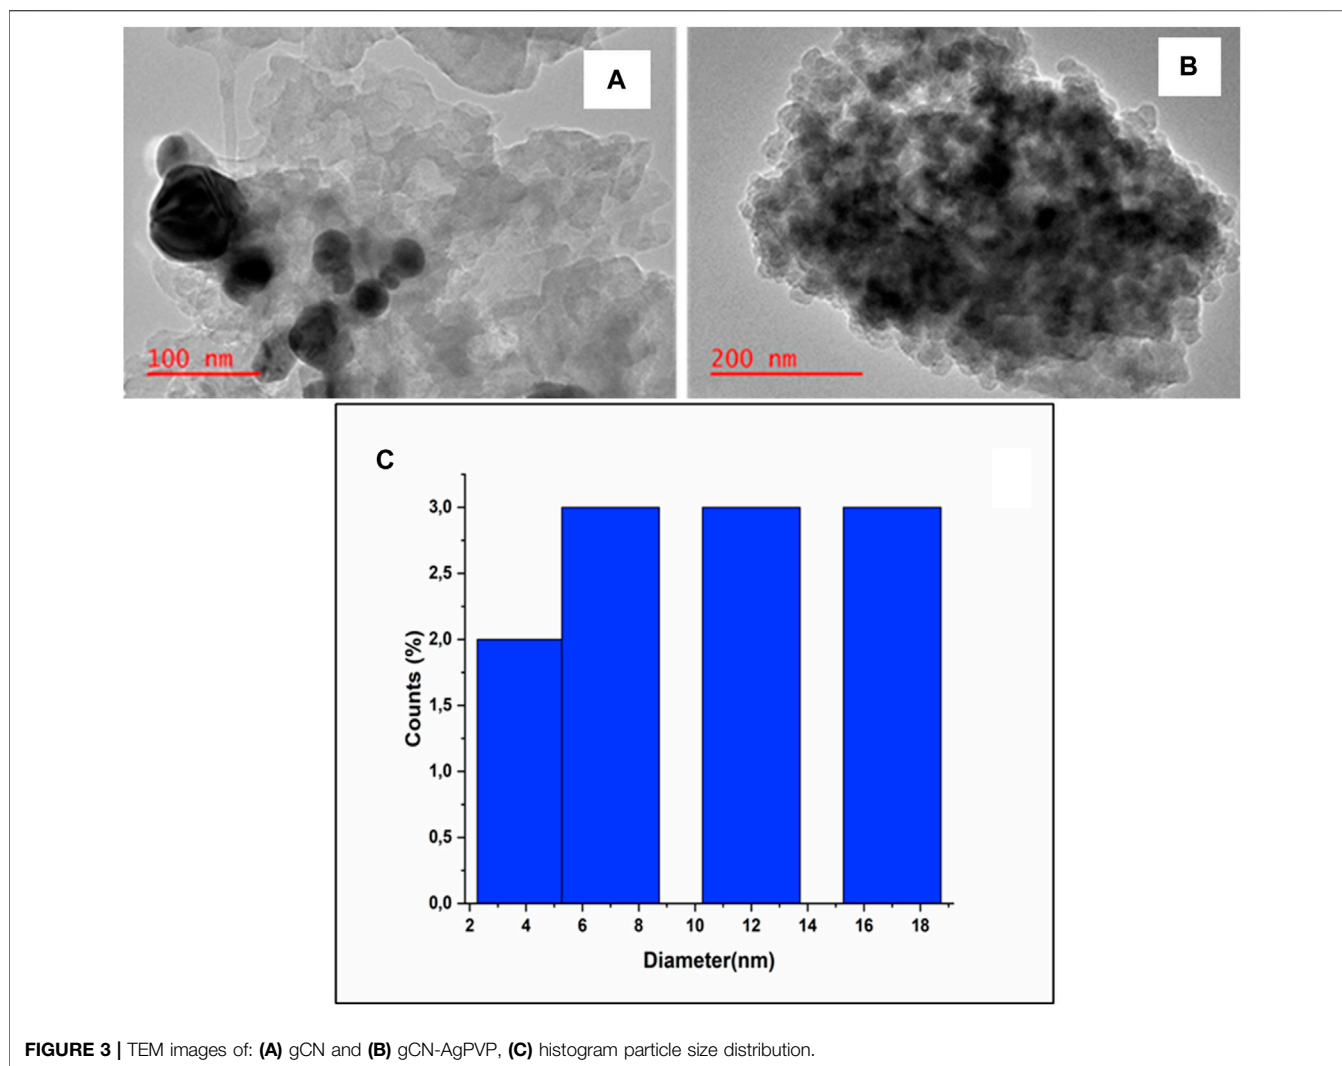 A
B
100 nm
200 nm
C
3,0
2,5
2,0
1,5
1,0
0,5
0,0
Counts (%)
2 4 6 8 10 12 14 16 18
Diameter(nm)
FIGURE 3 | TEM images of: (A) gCN and (B) gCN-AgPVP, (C) histogram particle size distribution.